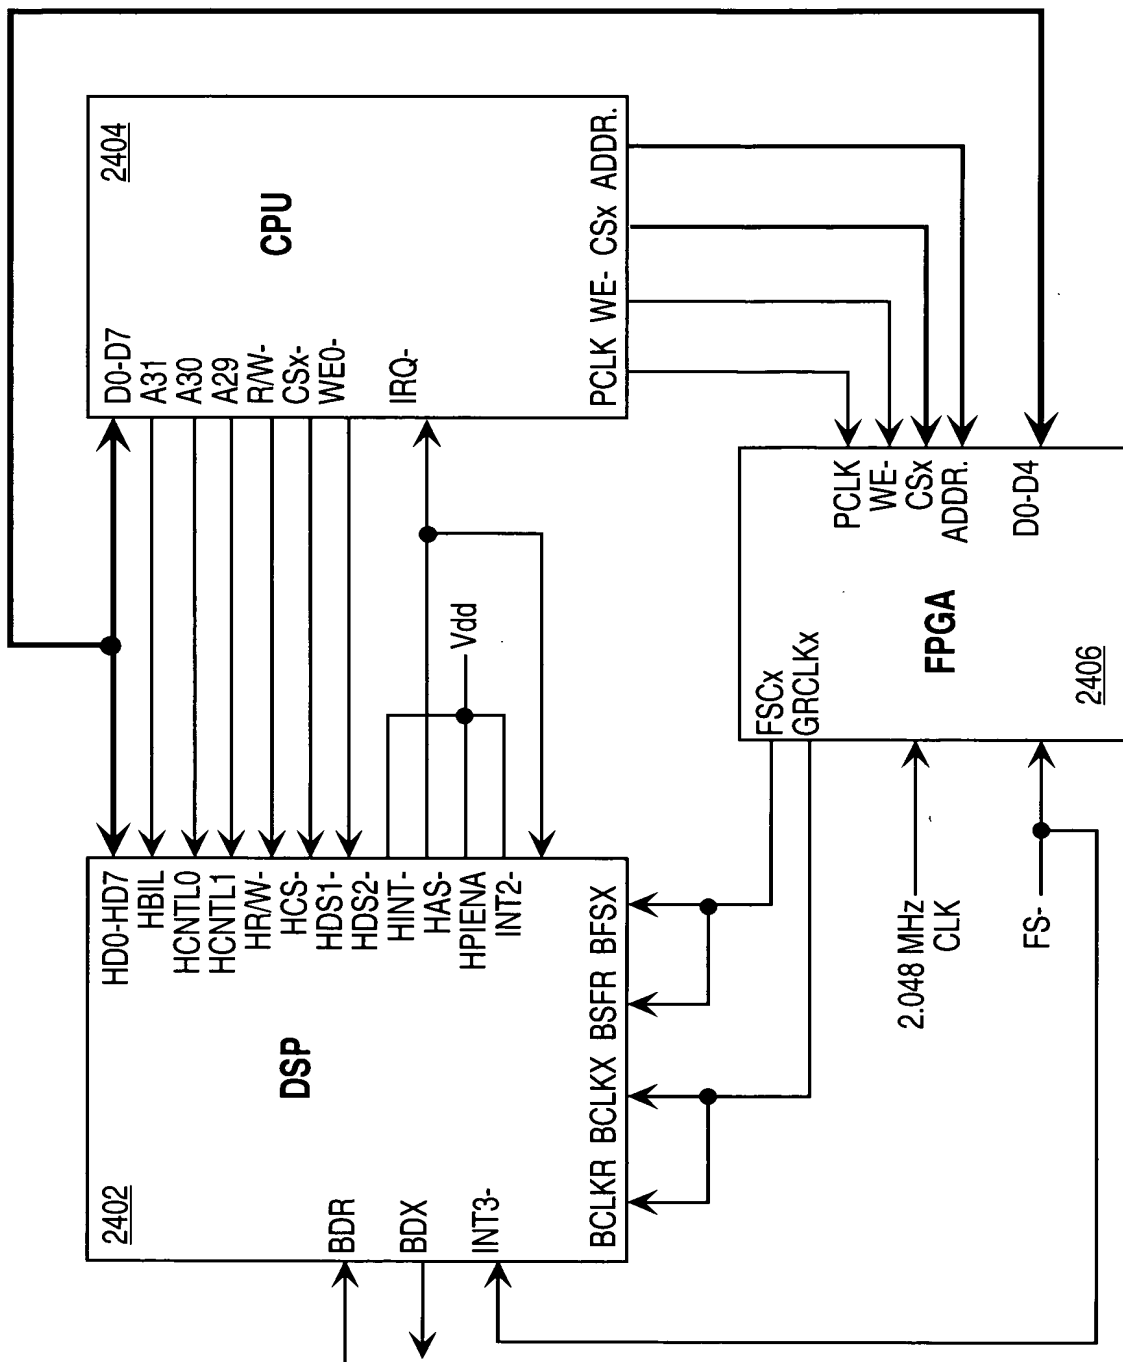 2402
DSP
HD0-HD7
HBIL
HCNTL0
HCNTL1
HR/W-
HCS-
HDS1-
HDS2-
HINT-
HAS-
HPIENA
INT2-
BDR
BDX
INT3-
BCLKR BCLKX BSFR BFSX
2404
CPU
D0-D7
A31
A30
A29
R/W-
CSx-
WE0-
IRQ-
PCLK WE- CSx ADDR.
Vdd
FSCx
GRCLKx
FPGA
2406
PCLK
WE-
CSx
ADDR.
D0-D4
2.048 MHz
CLK
FS-